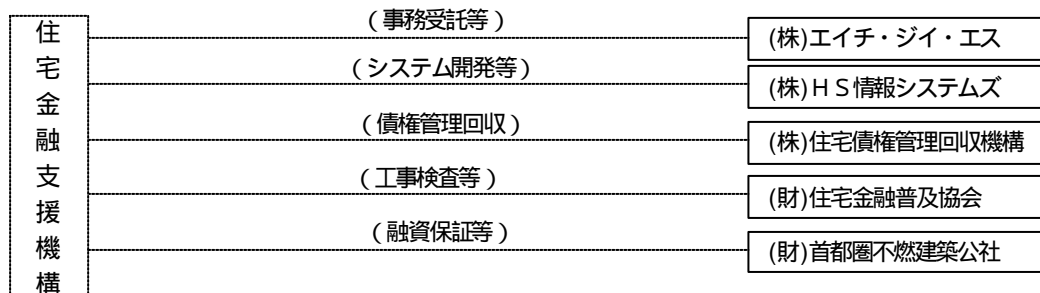 住宅金融支援機構
(事務受託等)
(株)エイチ・ジイ・エス
(システム開発等)
(株)HS情報システムズ
(債権管理回収)
(株)住宅債権管理回収機構
(工事検査等)
(財)住宅金融普及協会
(融資保証等)
(財)首都圏不燃建築公社